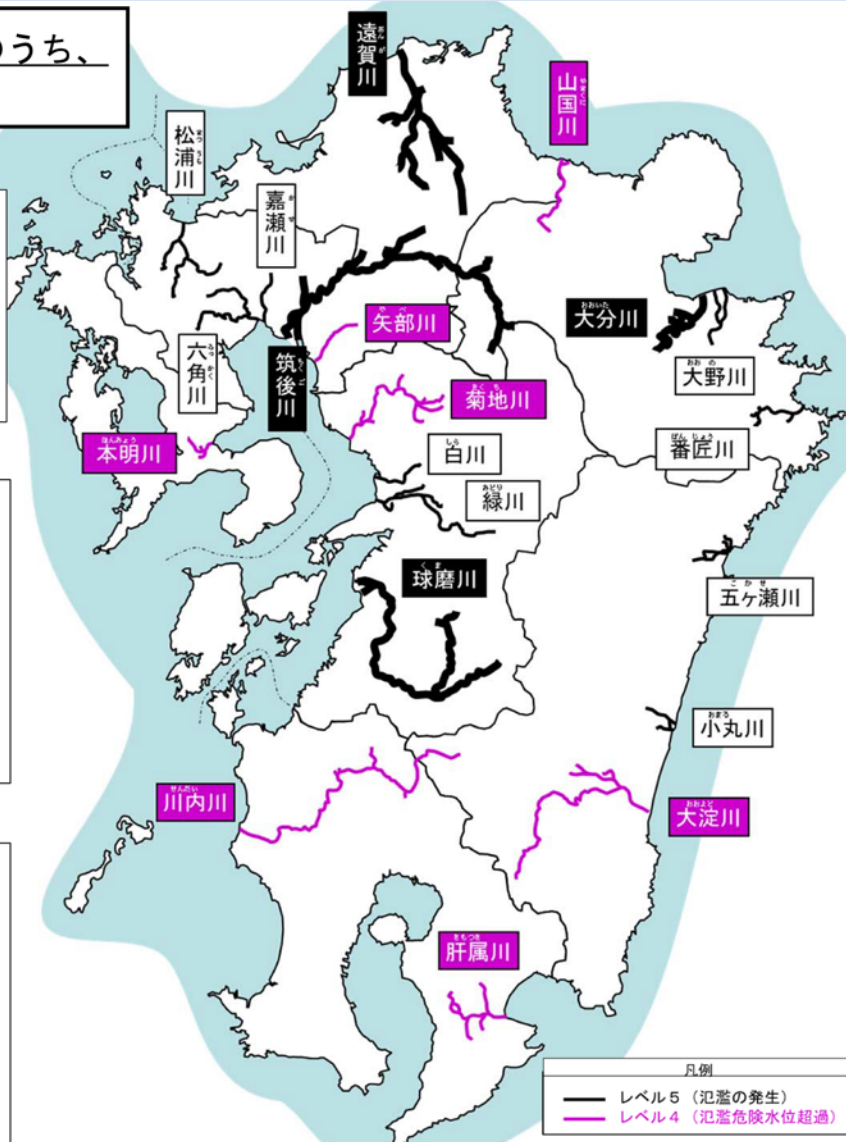 のうち、
遠賀川
山国川
松浦川
嘉瀬川
矢部川
大分川
六角川
筑後川
大野川
菊地川
本明川
白川
番匠川
緑川
球磨川
五ヶ瀬川
小丸川
川内川
大淀川
肝属川
凡例
レベル5（氾濫の発生）
レベル4（氾濫危険水位超過）